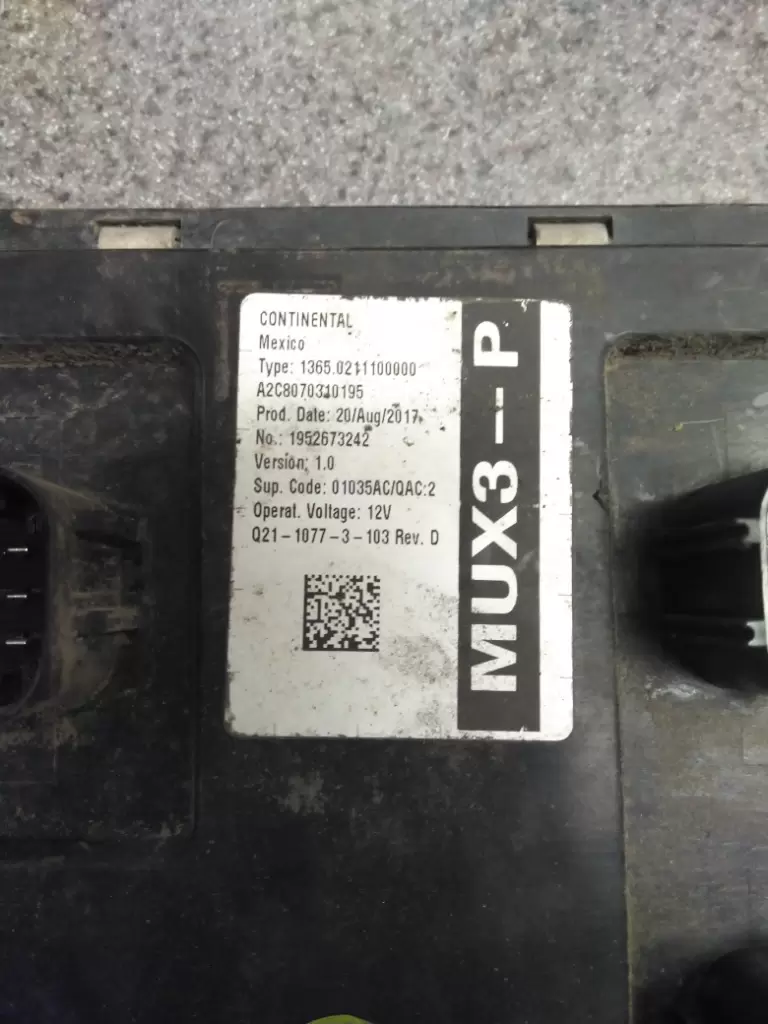 CONTINENTAL
Mexico
Type: 1365.0211100000
A2C8070310195
Prod. Date: 20/Aug/2017
No.: 1952673242
Version: 1.0
Sup. Code: 01035AC/QAC:2
Operat. Voltage: 12V
Q21-1077-3-103 Rev. D
MUX3-P